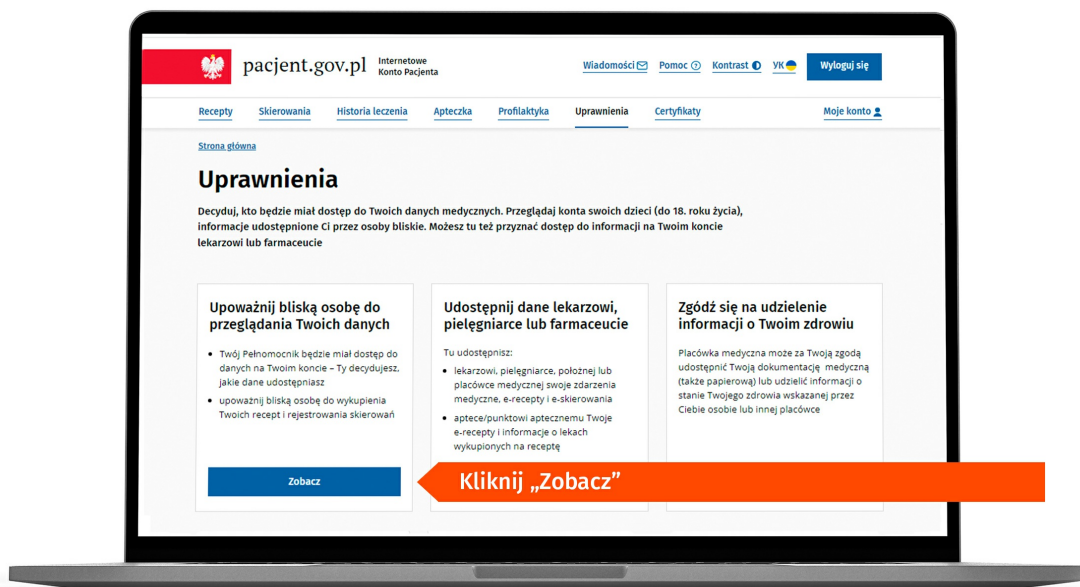 pacjent.gov.pl
Internetowe
Konto Pacjenta
Wiadomości
Pomoc
Kontrast
УК
Wyloguj się
Recepty
Skierowania
Historia leczenia
Apteczka
Profilaktyka
Uprawnienia
Certyfikaty
Moje konto
Strona główna
Uprawnienia
Decyduj, kto będzie miał dostęp do Twoich danych medycznych. Przeglądaj konta swoich dzieci (do 18. roku życia),
informacje udostępnione Ci przez osoby bliskie. Możesz tu też przyznać dostęp do informacji na Twoim koncie
lekarzowi lub farmaceucie
Upoważnij bliską osobę do
przeglądania Twoich danych
• Twój Pełnomocnik będzie miał dostęp do
danych na Twoim koncie – Ty decydujesz,
jakie dane udostępniasz
• upoważnij bliską osobę do wykupienia
Twoich recept i rejestrowania skierowań
Zobacz
Udostępnij dane lekarzowi,
pielęgniarce lub farmaceucie
Tu udostępnisz:
• lekarzowi, pielęgniarce, położnej lub
placówce medycznej swoje zdarzenia
medyczne, e-recepty i e-skierowania
• aptece/punktowi aptecznemu Twoje
e-recepty i informacje o lekach
wykupionych na receptę
Zgódź się na udzielenie
informacji o Twoim zdrowiu
Placówka medyczna może za Twoją zgodą
udostępnić Twoją dokumentację medyczną
(także papierową) lub udzielić informacji o
stanie Twojego zdrowia wskazanej przez
Ciebie osobie lub innej placówce
Kliknij „Zobacz”